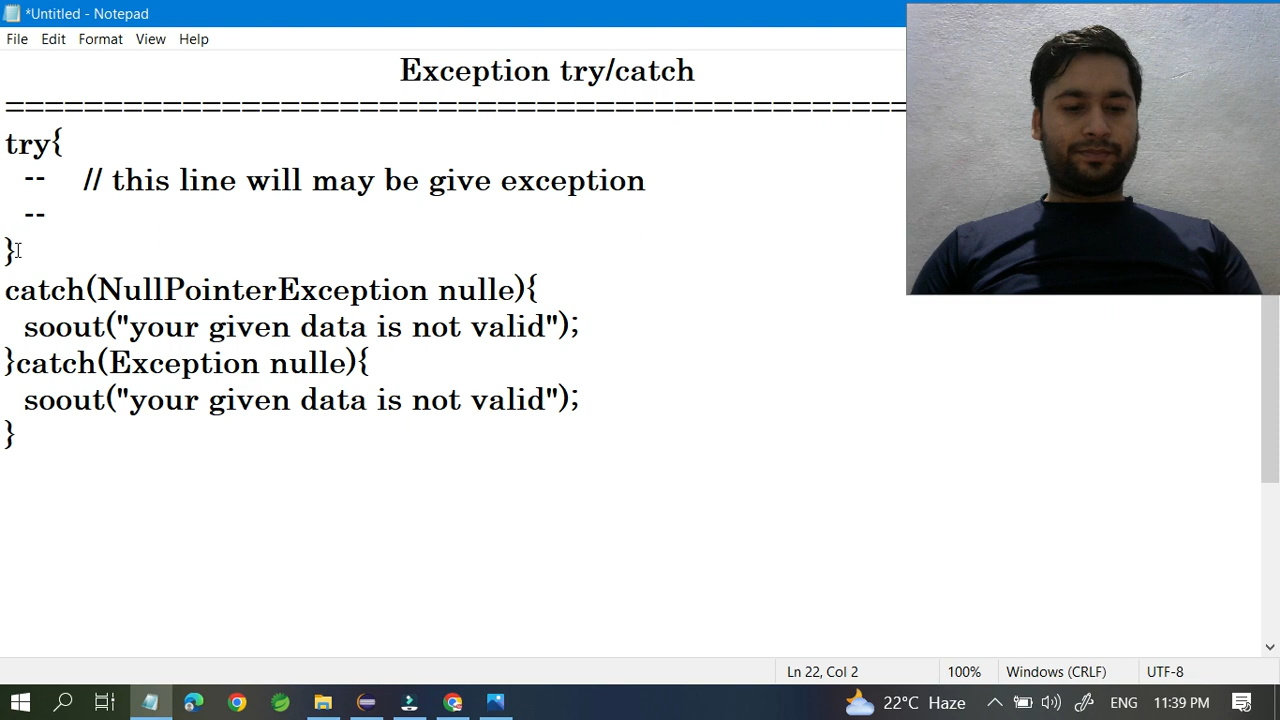 *Untitled - Notepad
File Edit Format View Help
Exception try/catch
==============================================
try{
-- // this line will may be give exception
--
}
catch(NullPointerException nulle){
soout("your given data is not valid");
}catch(Exception nulle){
soout("your given data is not valid");
}
Ln 22, Col 2 100% Windows (CRLF) UTF-8
22°C Haze ENG 11:39 PM